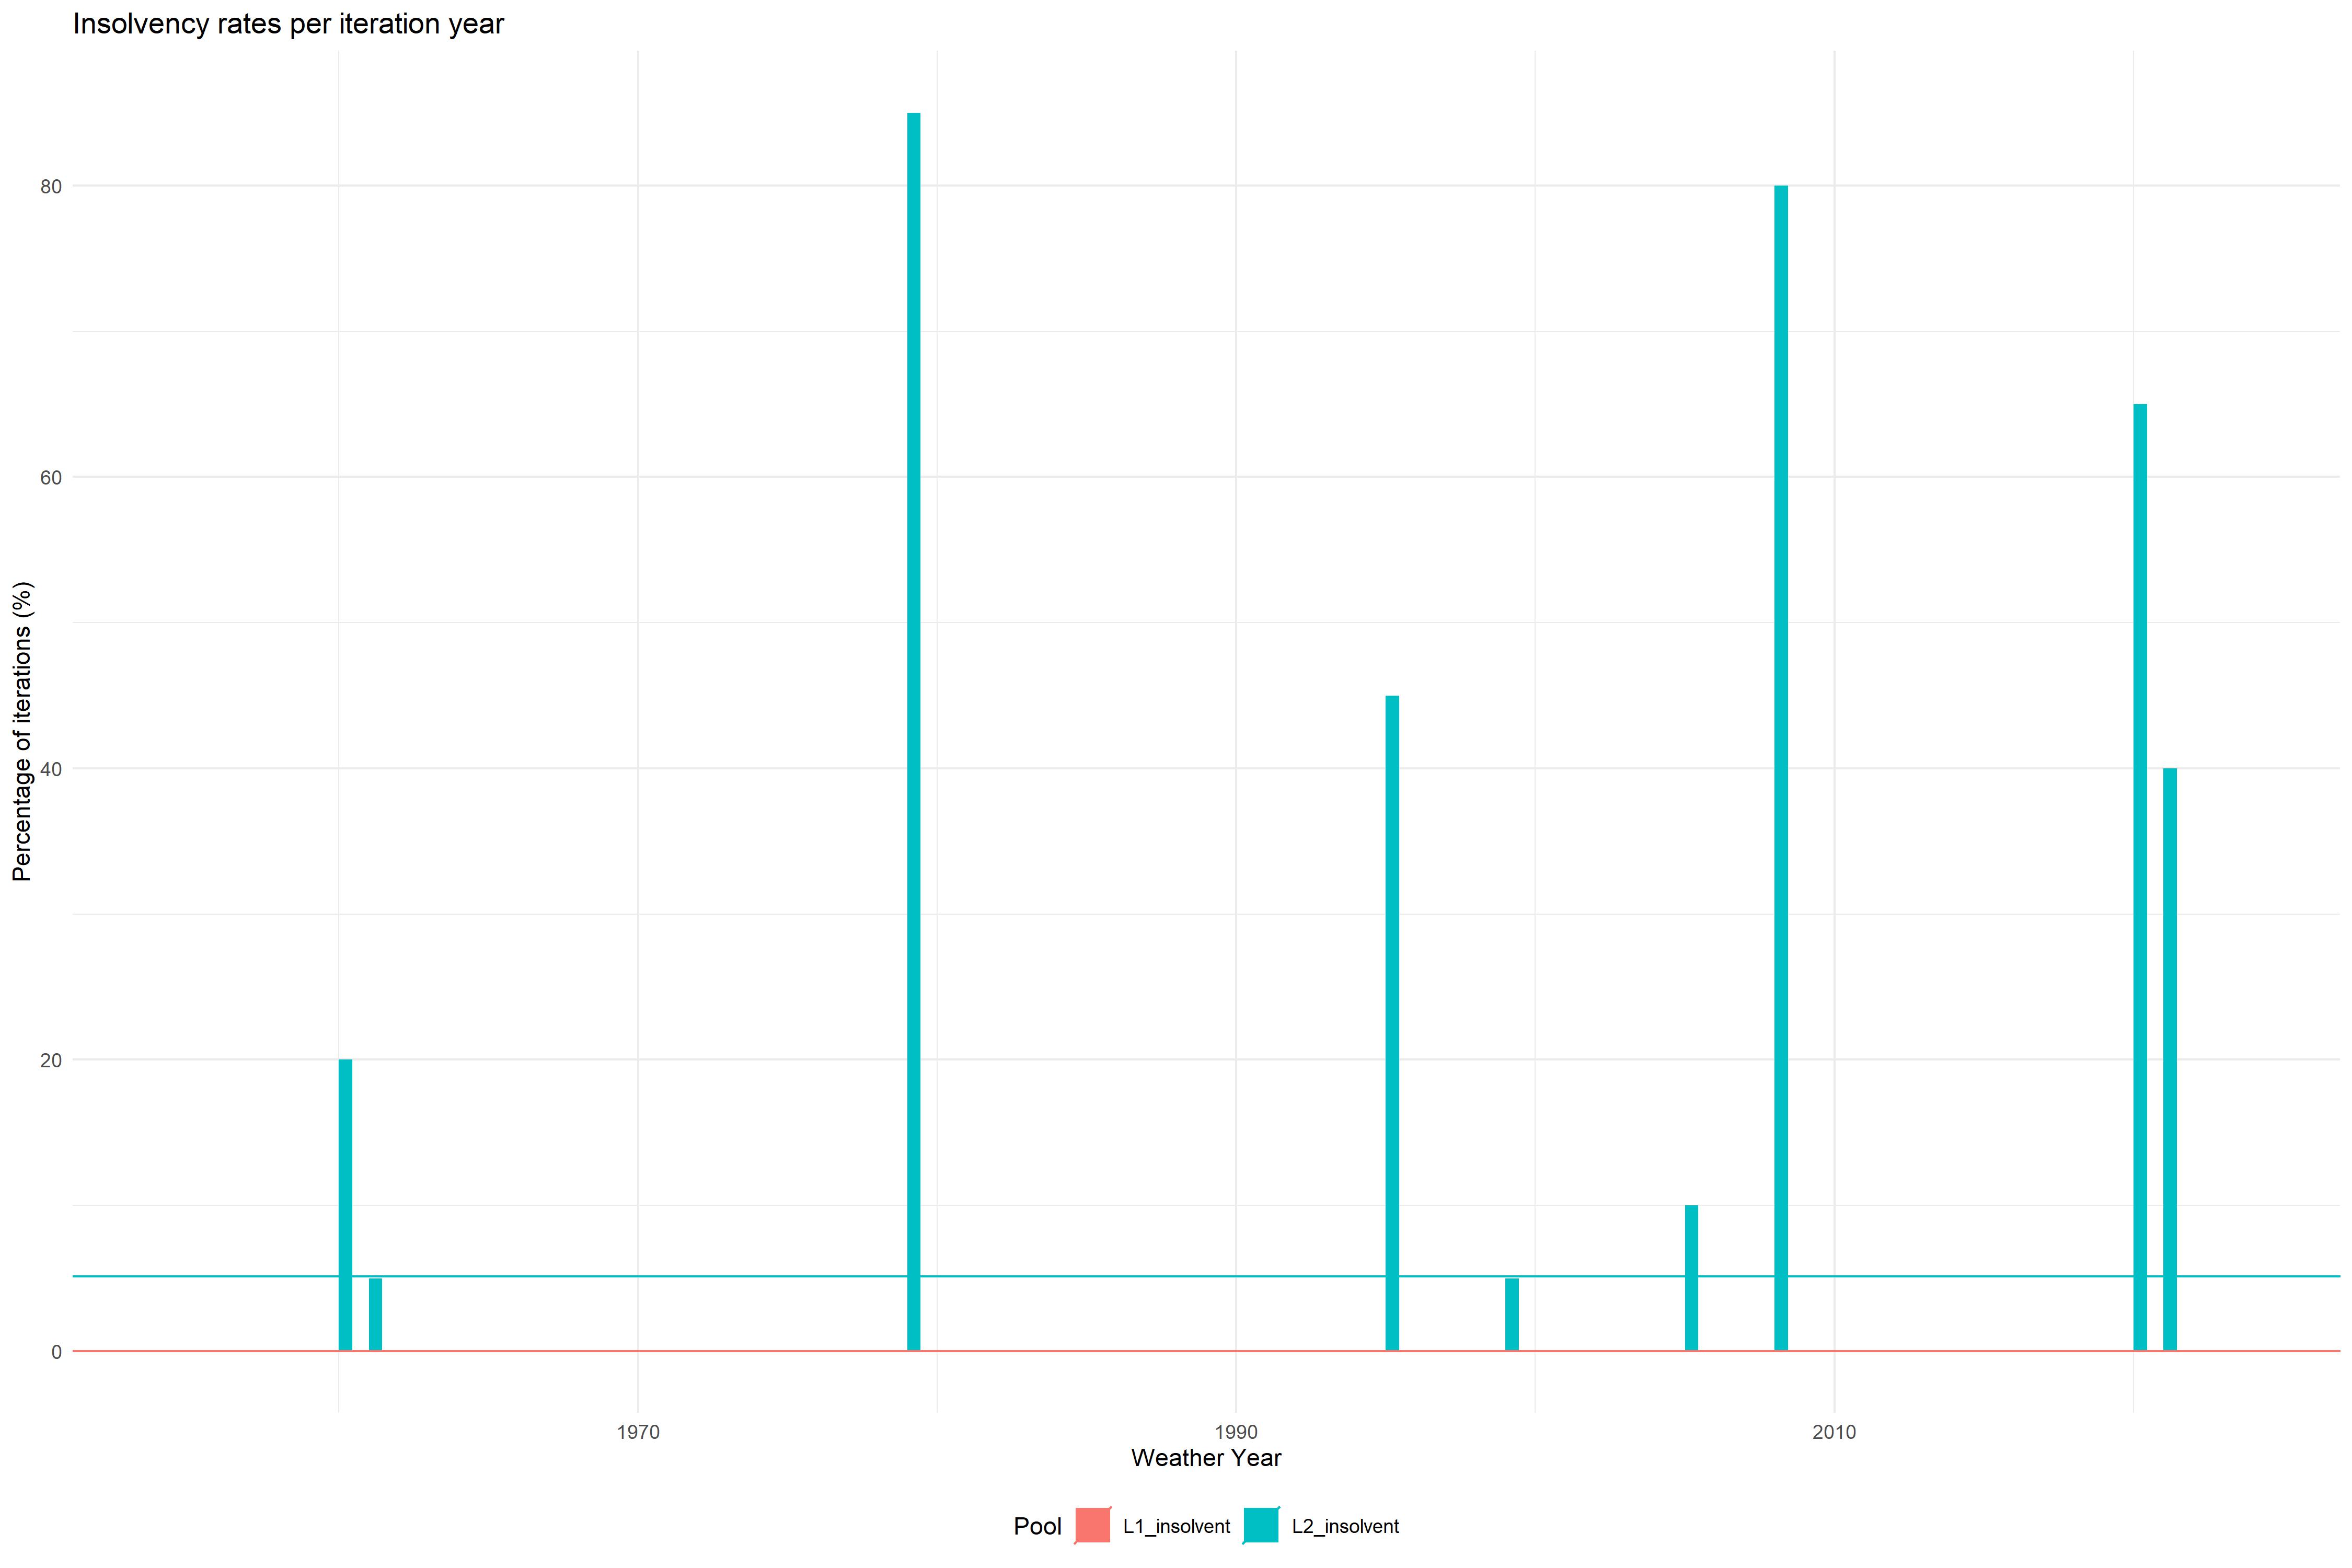 Insolvency rates per iteration year
Percentage of iterations (%)
80
60
40
20
0
1970 1990 2010
Weather Year
Pool L1_insolvent L2_insolvent